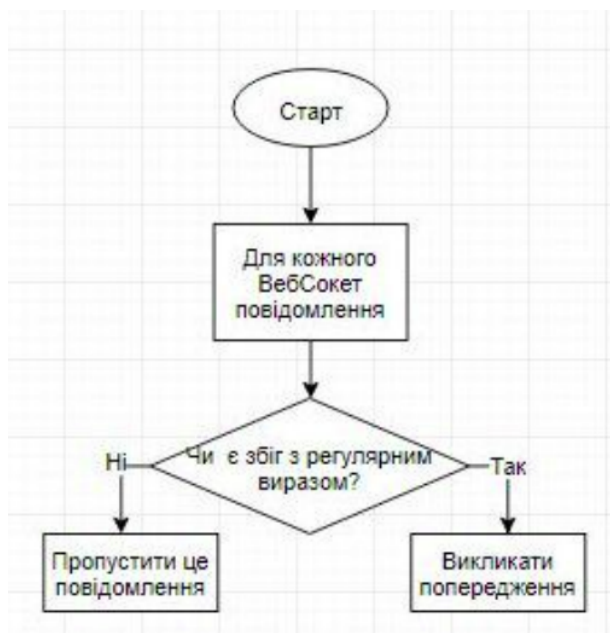 Старт
Для кожного
ВебСокет
повідомлення
Чи є збіг з регулярним
виразом?
Ні
Так
Пропустити це
повідомлення
Викликати
попередження